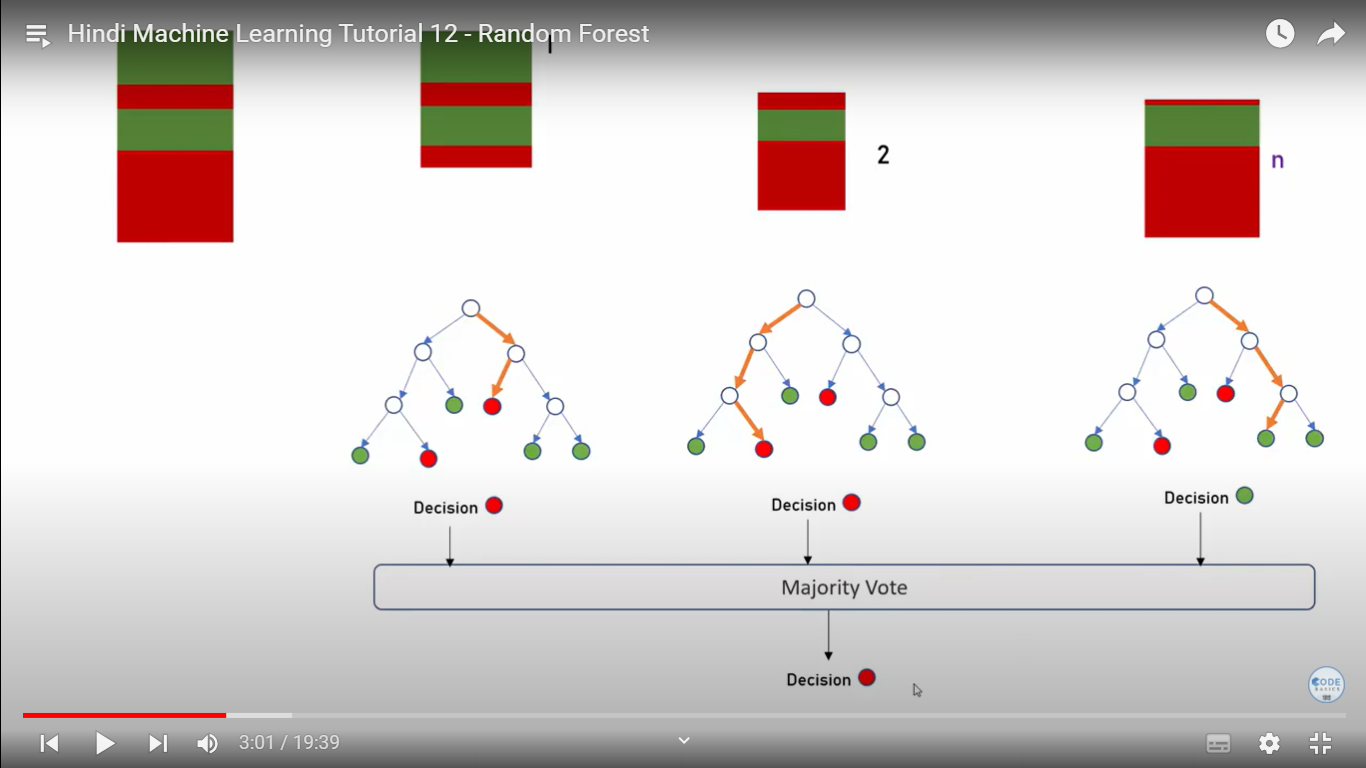 Hindi Machine Learning Tutorial 12 - Random Forest
2
n
Decision
Decision
Decision
Majority Vote
Decision
CODE
BASICS
3:01 / 19:39